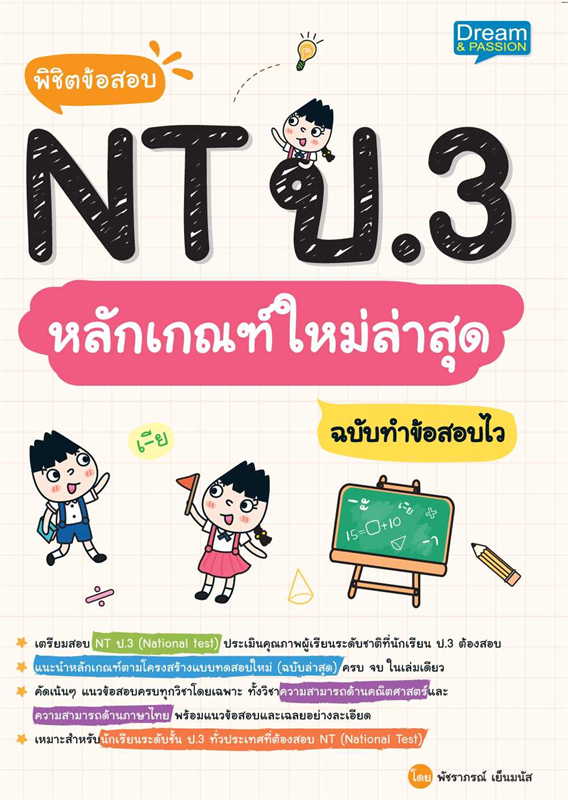 Dream
& PASSION
พิชิตข้อสอบ
NT ป.3
หลักเกณฑ์ใหม่ล่าสุด
ฉบับทำข้อสอบไว
เ-ีย
เ-ีย
15=□+10
-า
เตรียมสอบ NT ป.3 (National test) ประเมินคุณภาพผู้เรียนระดับชาติที่นักเรียน ป.3 ต้องสอบ
แนะนำหลักเกณฑ์ตามโครงสร้างแบบทดสอบใหม่ (ฉบับล่าสุด) ครบ จบ ในเล่มเดียว
คัดเน้นๆ แนวข้อสอบครบทุกวิชาโดยเฉพาะ ทั้งวิชาความสามารถด้านคณิตศาสตร์และ
ความสามารถด้านภาษาไทย พร้อมแนวข้อสอบและเฉลยอย่างละเอียด
เหมาะสำหรับนักเรียนระดับชั้น ป.3 ทั่วประเทศที่ต้องสอบ NT (National Test)
โดย พัชราภรณ์ เย็นมนัส